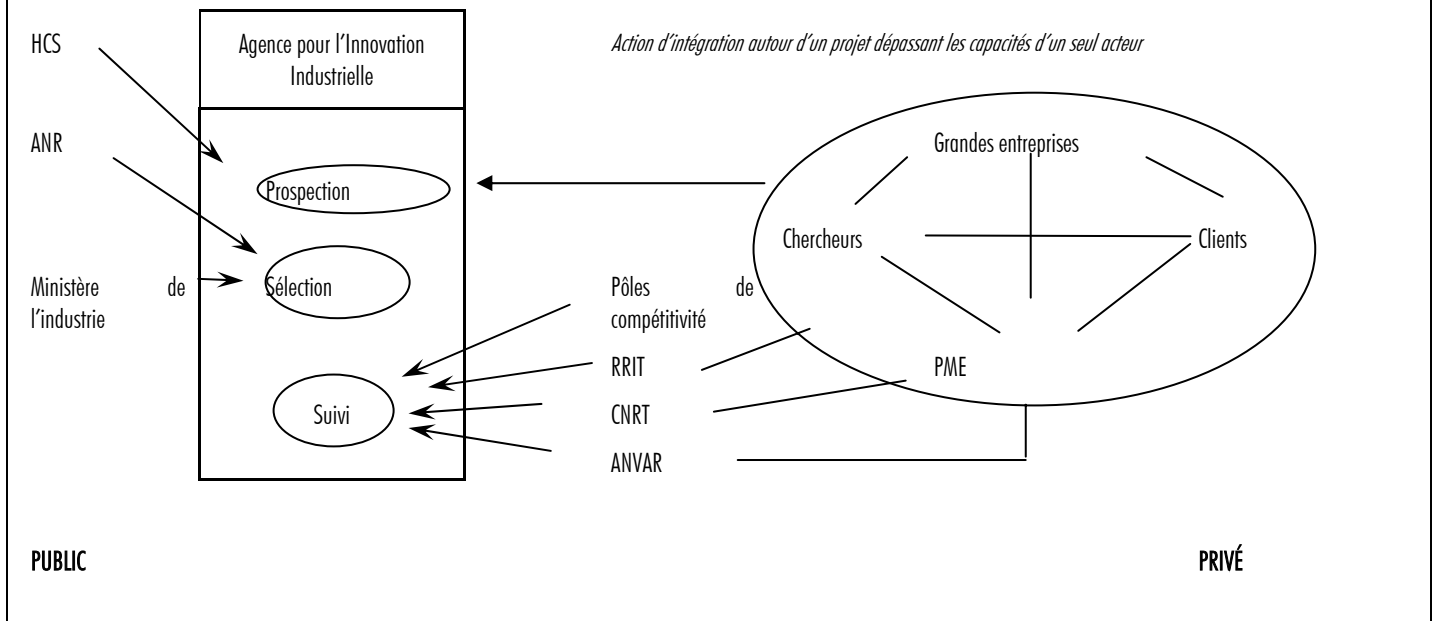 HCS
Agence pour l'Innovation
Industrielle
Action d'intégration autour d'un projet dépassant les capacités d'un seul acteur
ANR
Grandes entreprises
Prospection
Chercheurs
Clients
Ministère de
l'industrie
Sélection
Pôles de
compétitivité
RRIT
PME
Suivi
CNRT
ANVAR
PUBLIC
PRIVÉ